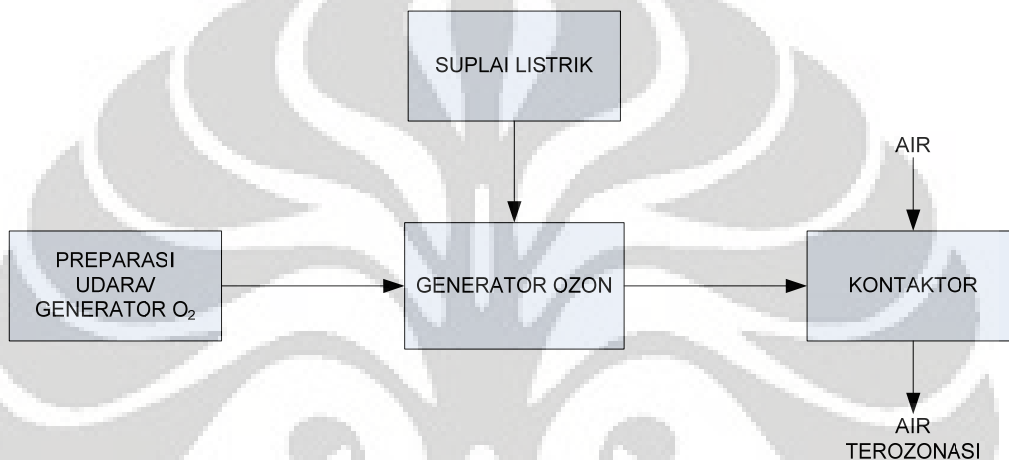 SUPLAI LISTRIK
AIR
PREPARASI
UDARA/
GENERATOR O₂
GENERATOR OZON
KONTAKTOR
AIR
TEROZONASI